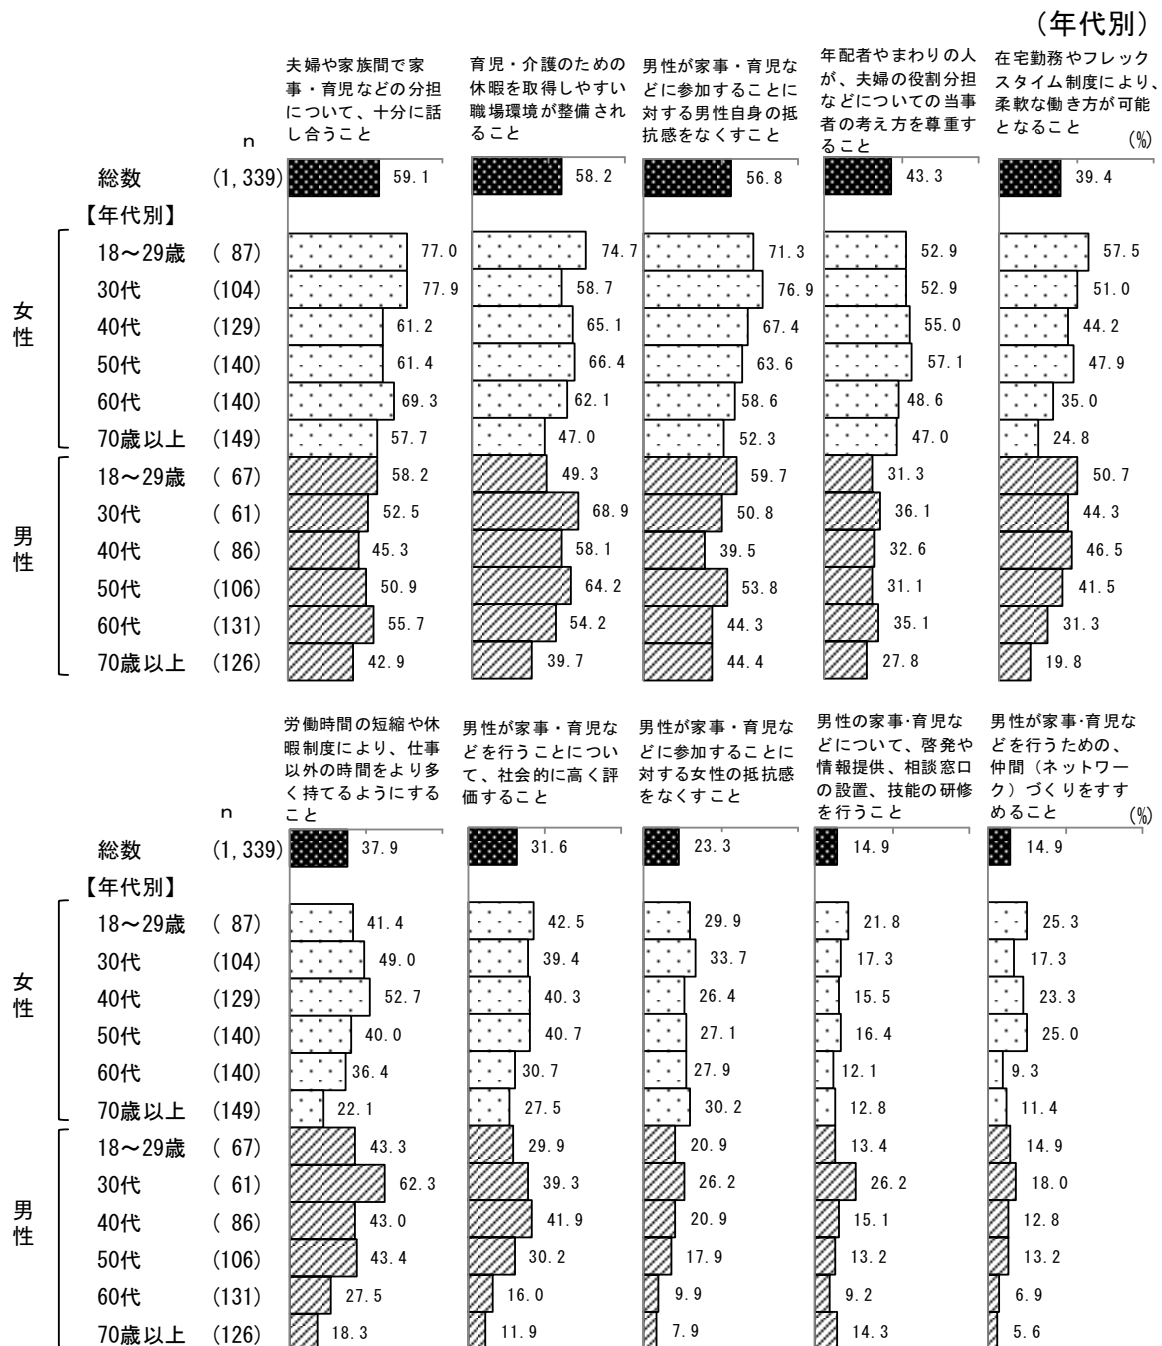 （年代別）
夫婦や家族間で家
事・育児などの分担
について、十分に話
し合うこと
育児・介護のための
休暇を取得しやすい
職場環境が整備され
ること
男性が家事・育児な
どに参加することに
対する男性自身の抵
抗感をなくすこと
年配者やまわりの人
が、夫婦の役割分担
などについての当事
者の考え方を尊重す
ること
在宅勤務やフレック
スタイム制度により、
柔軟な働き方が可能
となること
n
(%)
総数 (1,339) 59.1 58.2 56.8 43.3 39.4
【年代別】
女性
18～29歳 ( 87) 77.0 74.7 71.3 52.9 57.5
30代 (104) 77.9 58.7 76.9 52.9 51.0
40代 (129) 61.2 65.1 67.4 55.0 44.2
50代 (140) 61.4 66.4 63.6 57.1 47.9
60代 (140) 69.3 62.1 58.6 48.6 35.0
70歳以上 (149) 57.7 47.0 52.3 47.0 24.8
男性
18～29歳 ( 67) 58.2 49.3 59.7 31.3 50.7
30代 ( 61) 52.5 68.9 50.8 36.1 44.3
40代 ( 86) 45.3 58.1 39.5 32.6 46.5
50代 (106) 50.9 64.2 53.8 31.1 41.5
60代 (131) 55.7 54.2 44.3 35.1 31.3
70歳以上 (126) 42.9 39.7 44.4 27.8 19.8
労働時間の短縮や休
暇制度により、仕事
以外の時間をより多
く持てるようにする
こと
男性が家事・育児な
どを行うことについ
て、社会的に高く評
価すること
男性が家事・育児な
どに参加することに
対する女性の抵抗感
をなくすこと
男性の家事・育児な
どについて、啓発や
情報提供、相談窓口
の設置、技能の研修
を行うこと
男性が家事・育児な
どを行うための、
仲間（ネットワー
ク）づくりをすす
めること
n
(%)
総数 (1,339) 37.9 31.6 23.3 14.9 14.9
【年代別】
女性
18～29歳 ( 87) 41.4 42.5 29.9 21.8 25.3
30代 (104) 49.0 39.4 33.7 17.3 17.3
40代 (129) 52.7 40.3 26.4 15.5 23.3
50代 (140) 40.0 40.7 27.1 16.4 25.0
60代 (140) 36.4 30.7 27.9 12.1 9.3
70歳以上 (149) 22.1 27.5 30.2 12.8 11.4
男性
18～29歳 ( 67) 43.3 29.9 20.9 13.4 14.9
30代 ( 61) 62.3 39.3 26.2 26.2 18.0
40代 ( 86) 43.0 41.9 20.9 15.1 12.8
50代 (106) 43.4 30.2 17.9 13.2 13.2
60代 (131) 27.5 16.0 9.9 9.2 6.9
70歳以上 (126) 18.3 11.9 7.9 14.3 5.6